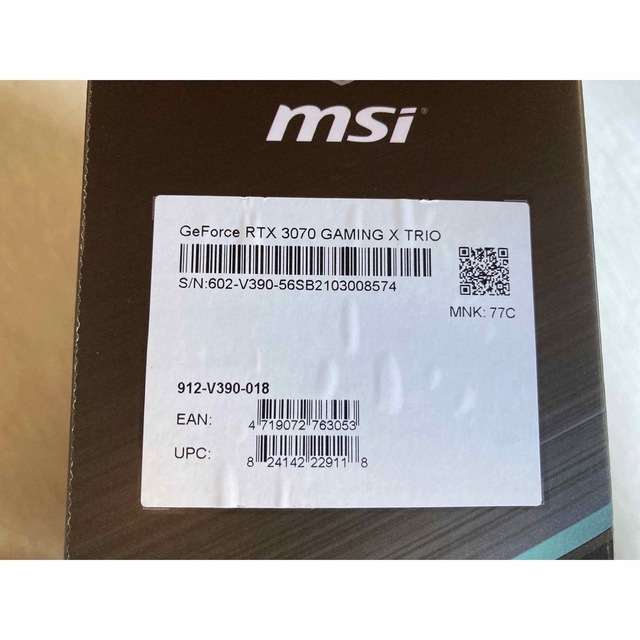 msi
GeForce RTX 3070 GAMING X TRIO
S/N:602-V390-56SB2103008574
MNK: 77C
912-V390-018
EAN: 4 719072 763053
UPC: 8 24142 22911 8